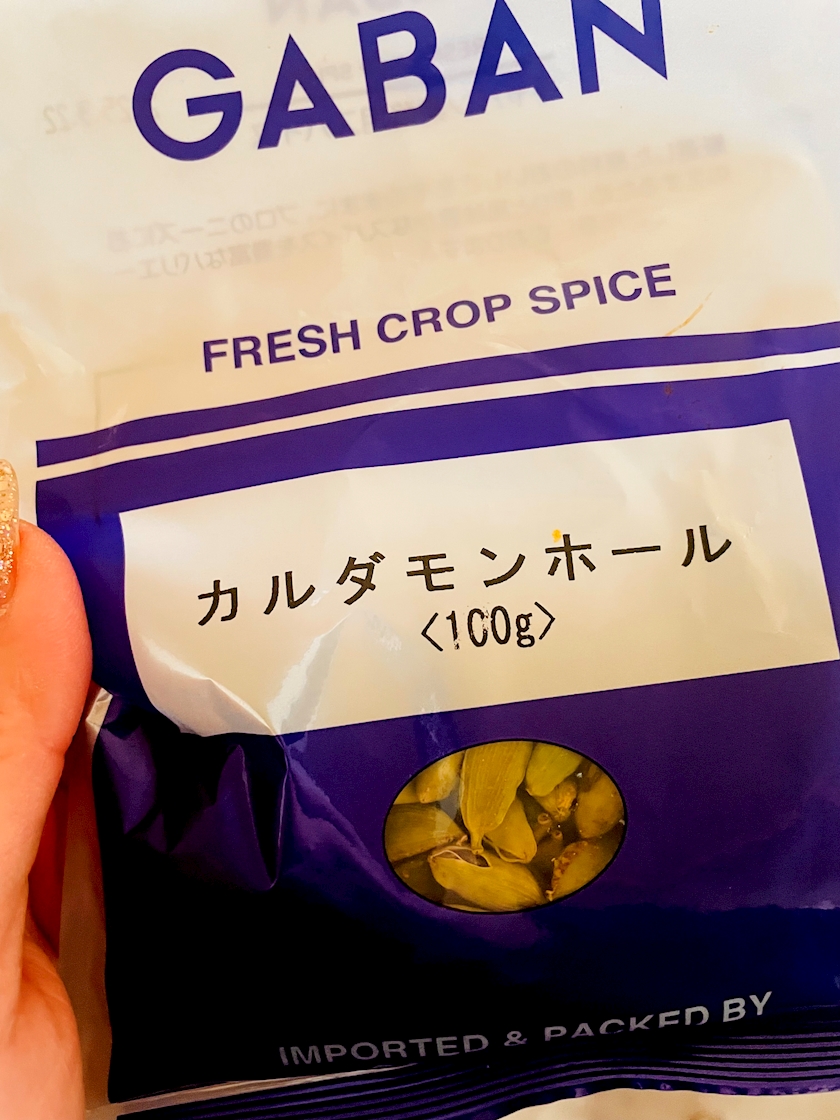 GABAN
FRESH CROP SPICE
カルダモンホール
〈100g〉
IMPORTED & PACKED BY